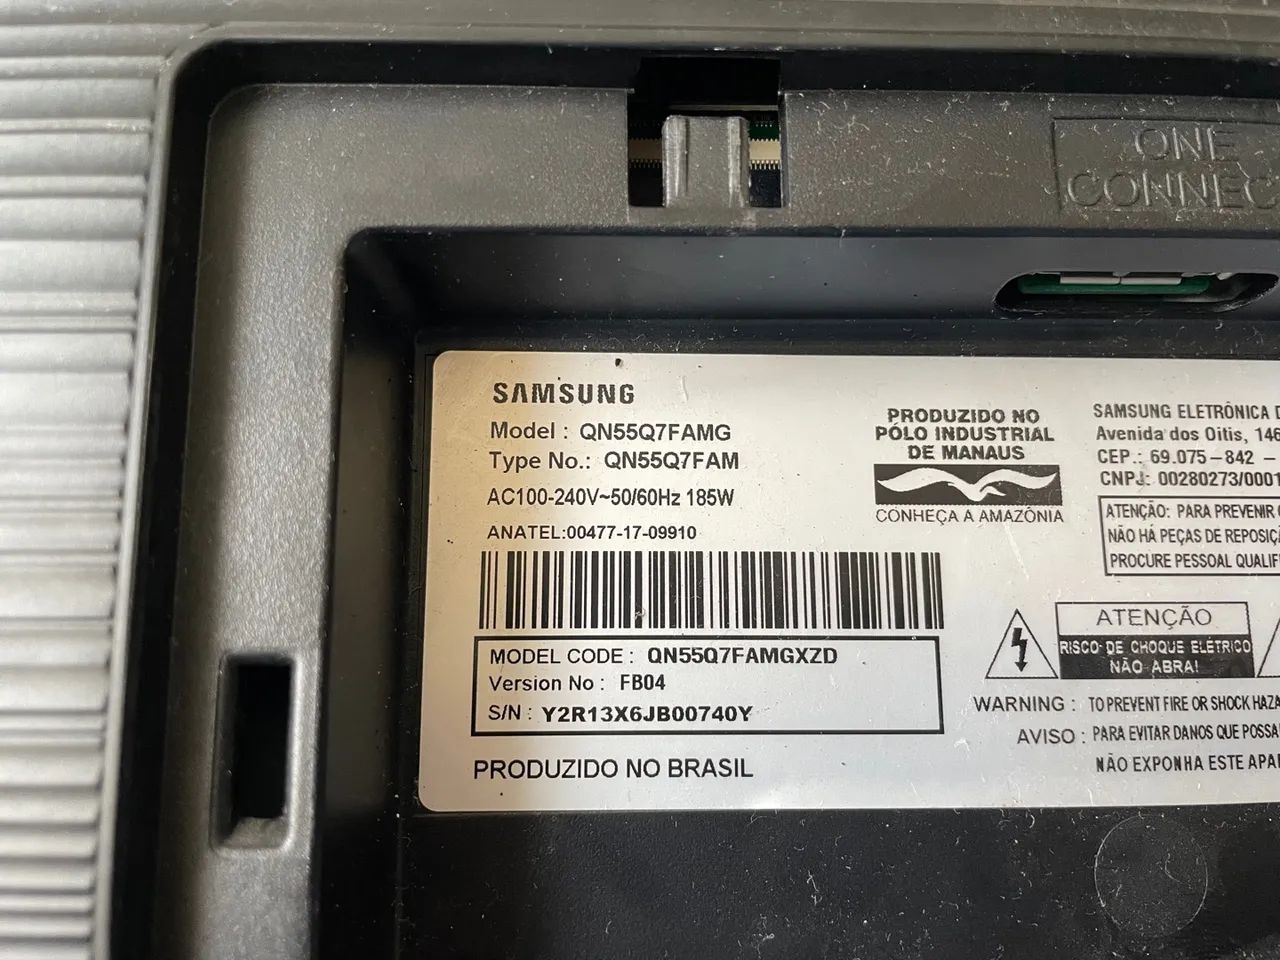 ONE
CONNEC
SAMSUNG
Model : QN55Q7FAMG
Type No.: QN55Q7FAM
AC100-240V~50/60Hz 185W
ANATEL:00477-17-09910
MODEL CODE : QN55Q7FAMGXZD
Version No : FB04
S/N : Y2R13X6JB00740Y
PRODUZIDO NO BRASIL
PRODUZIDO NO
PÓLO INDUSTRIAL
DE MANAUS
CONHEÇA A AMAZÔNIA
SAMSUNG ELETRÔNICA D
Avenida dos Oitis, 146
CEP.: 69.075-842 -
CNPJ: 00280273/0001
ATENÇÃO: PARA PREVENIR
NÃO HÁ PEÇAS DE REPOSIÇ
PROCURE PESSOAL QUALIF
ATENÇÃO
RISCO DE CHOQUE ELÉTRICO
NÃO ABRA!
WARNING : TO PREVENT FIRE OR SHOCK HAZA
AVISO : PARA EVITAR DANOS QUE POSSA
NÃO EXPONHA ESTE APA